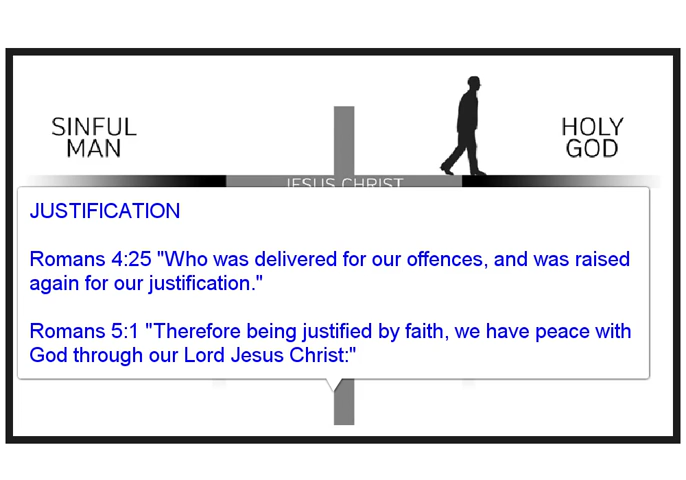 SINFUL
MAN
HOLY
GOD
JESUS CHRIST
JUSTIFICATION
Romans 4:25 "Who was delivered for our offences, and was raised
again for our justification."
Romans 5:1 "Therefore being justified by faith, we have peace with
God through our Lord Jesus Christ:"